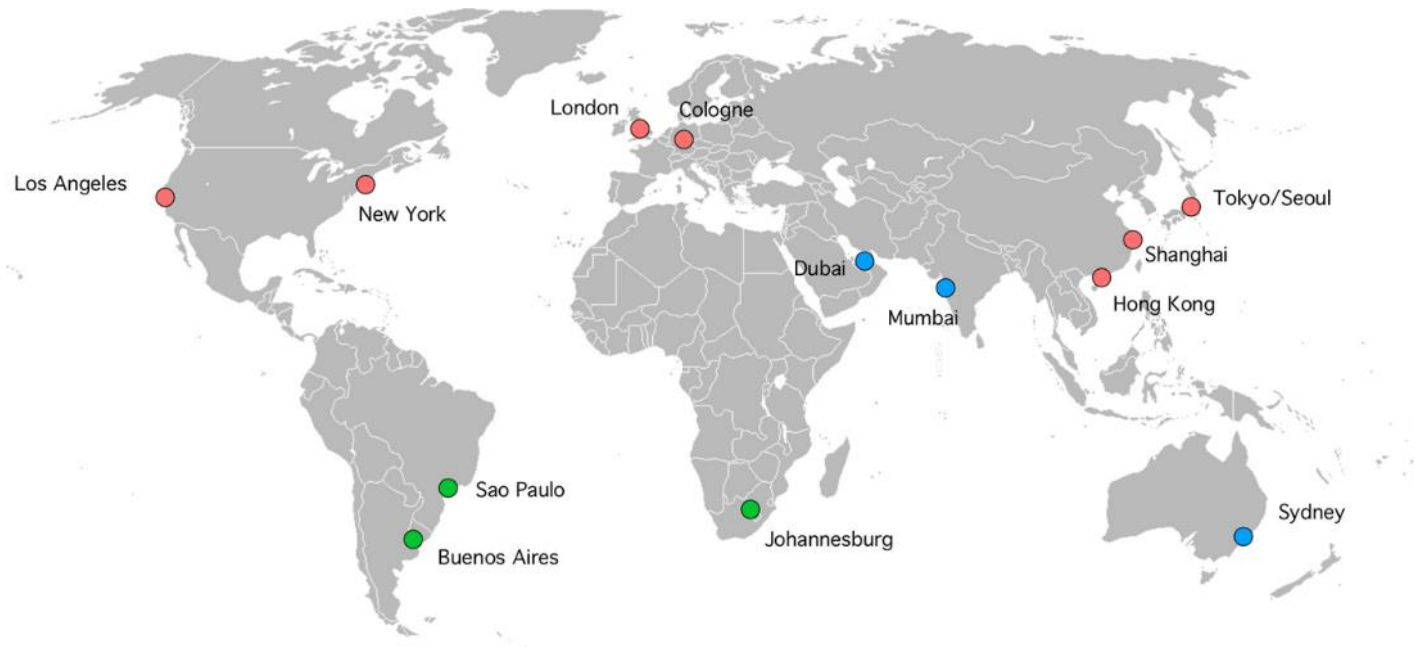 London
Cologne
Los Angeles
New York
Tokyo/Seoul
Shanghai
Dubai
Hong Kong
Mumbai
Sao Paulo
Sydney
Johannesburg
Buenos Aires